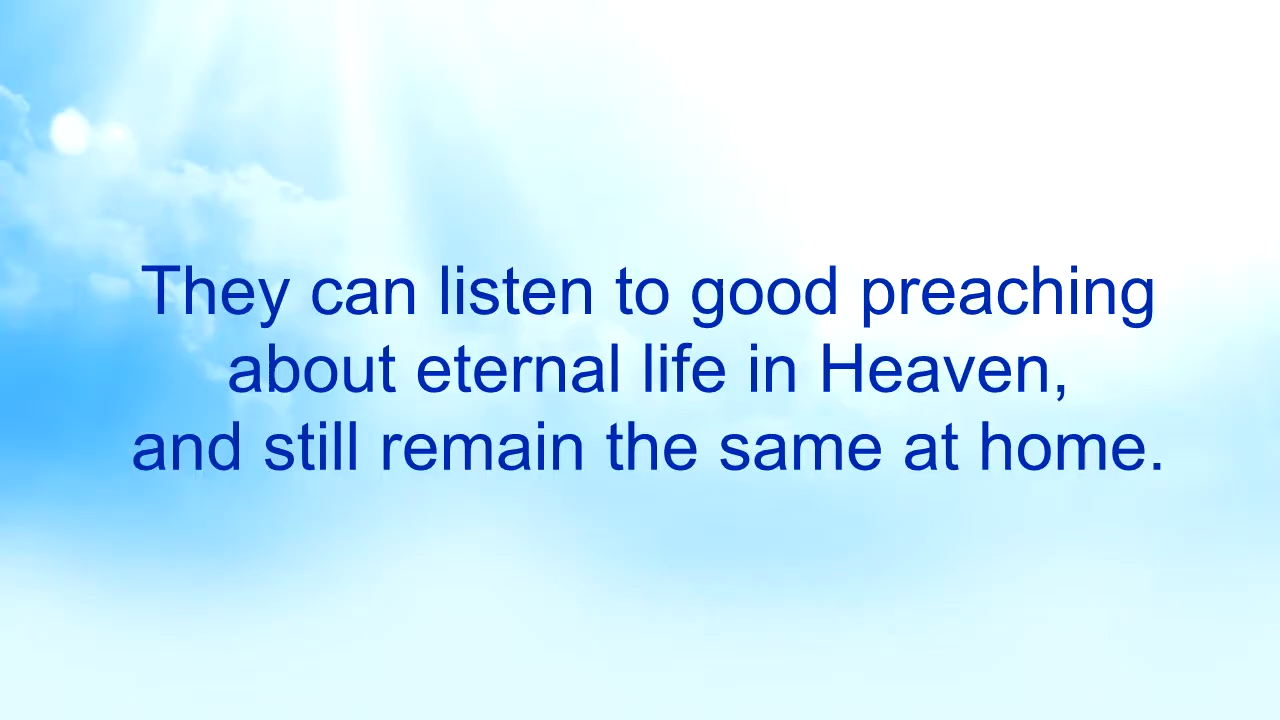 They can listen to good preaching
about eternal life in Heaven,
and still remain the same at home.